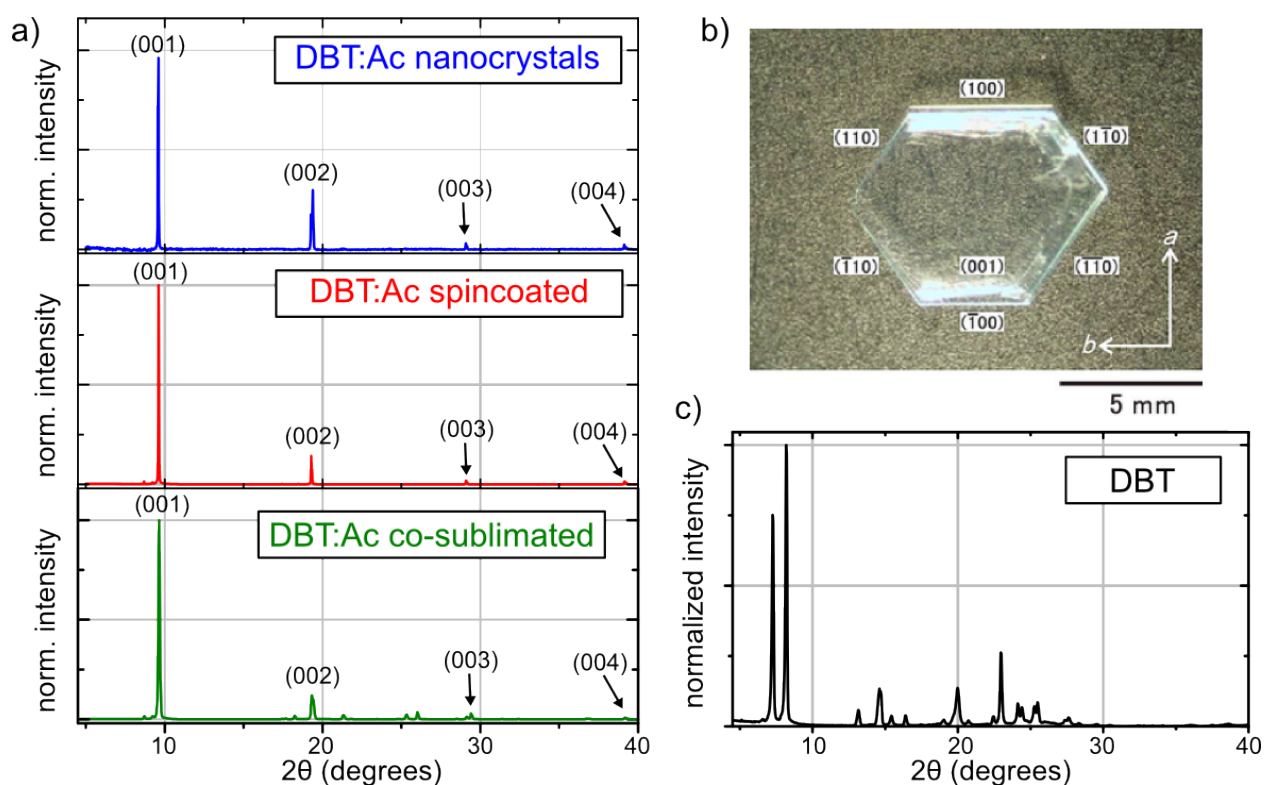 a)
norm. intensity
(001)
DBT:Ac nanocrystals
(002)
(003)
(004)
norm. intensity
(001)
DBT:Ac spincoated
(002)
(003)
(004)
norm. intensity
(001)
DBT:Ac co-sublimated
(002)
(003)
(004)
10
20
30
40
2θ (degrees)
b)
(100)
(110)
(11̅0)
(1̅10)
(001)
(1̅1̅0)
(1̅00)
a
b
5 mm
c)
normalized intensity
DBT
10
20
30
40
2θ (degrees)